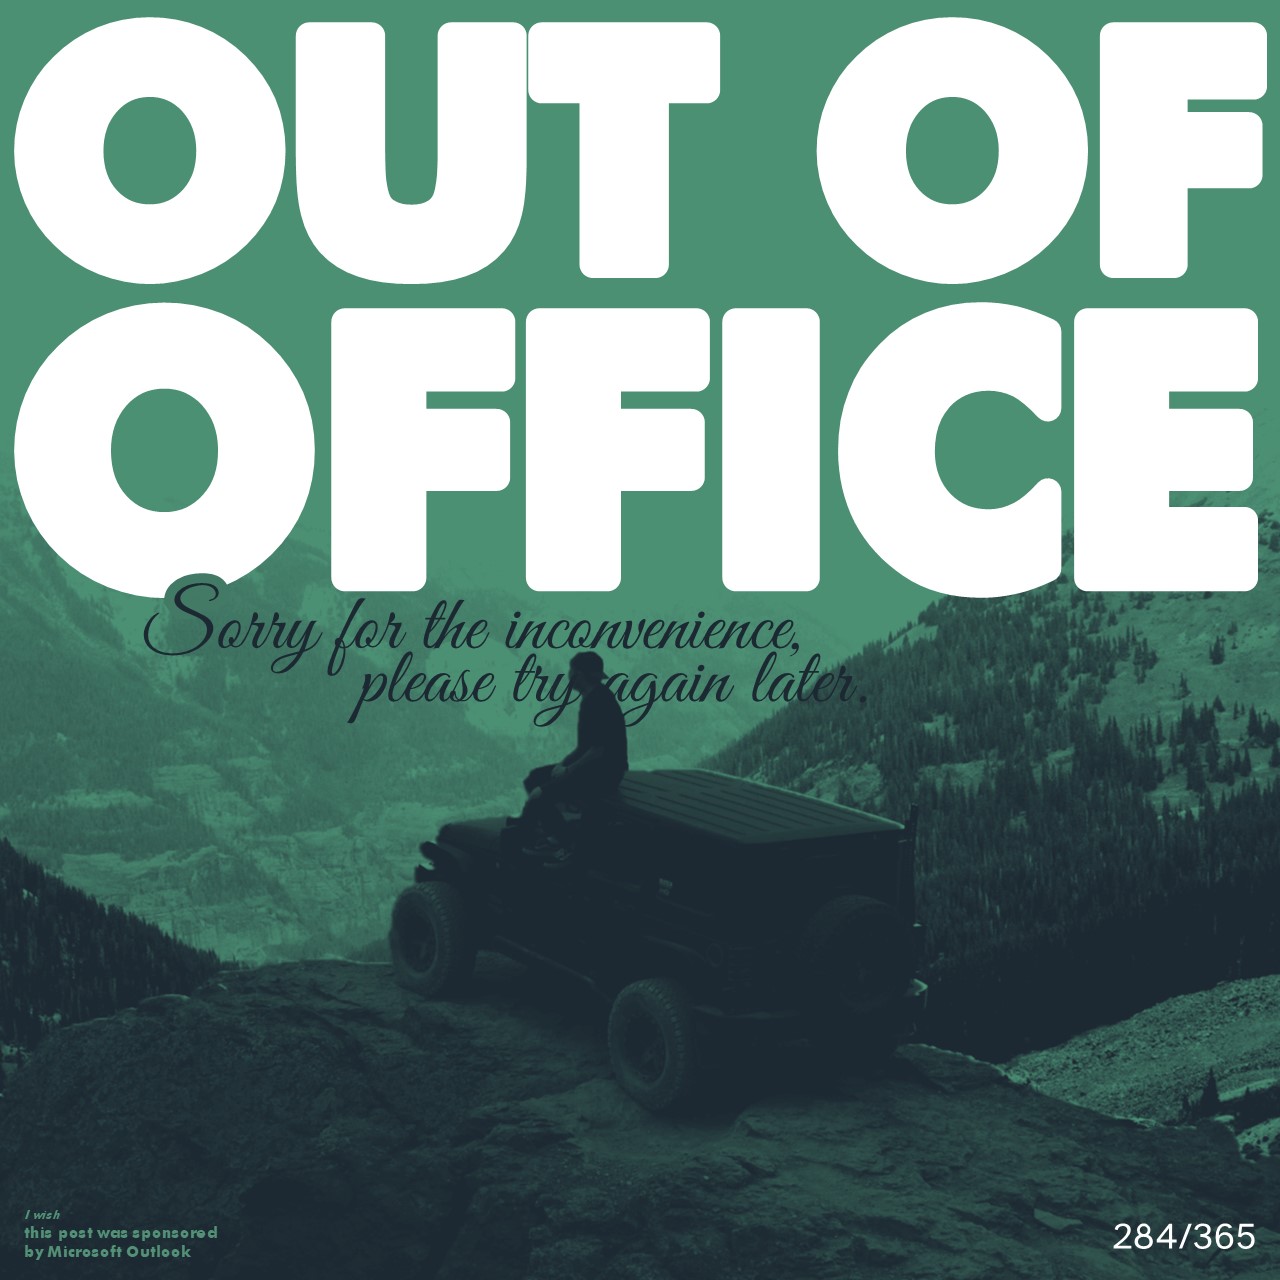 OUT OF
OFFICE
Sorry for the inconvenience,
please try again later.
I wish
this post was sponsored
by Microsoft Outlook
284/365